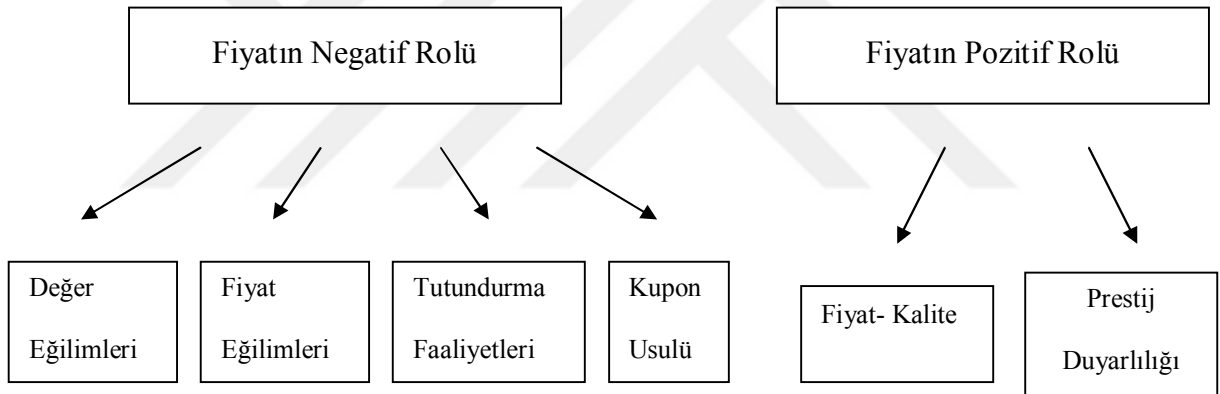 Fiyatın Negatif Rolü
Fiyatın Pozitif Rolü
Değer
Eğilimleri
Fiyat
Eğilimleri
Tutundurma
Faaliyetleri
Kupon
Usulü
Fiyat- Kalite
Prestij
Duyarlılığı